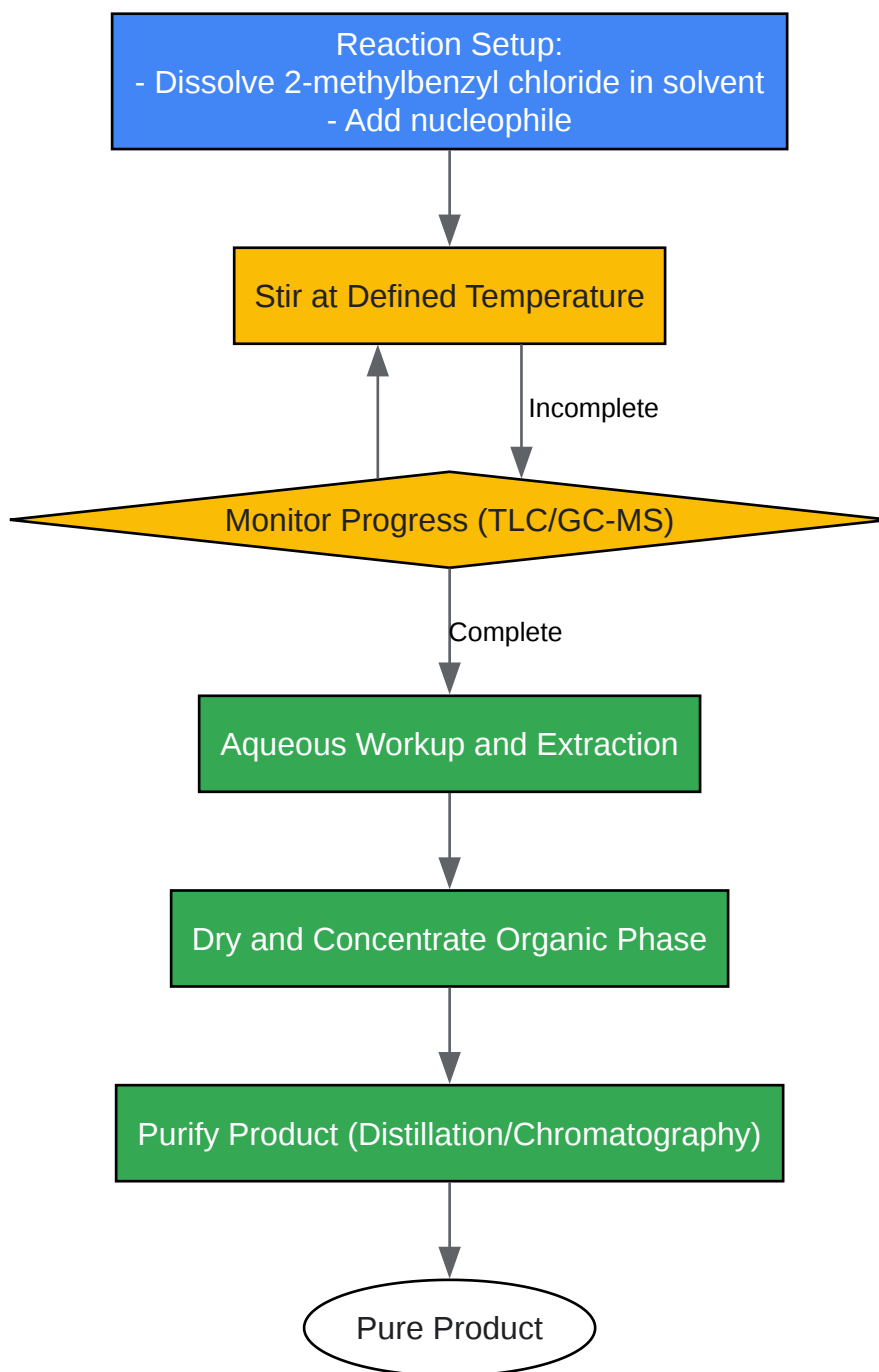 Reaction Setup:
- Dissolve 2-methylbenzyl chloride in solvent
- Add nucleophile
Stir at Defined Temperature
Incomplete
Monitor Progress (TLC/GC-MS)
Complete
Aqueous Workup and Extraction
Dry and Concentrate Organic Phase
Purify Product (Distillation/Chromatography)
Pure Product